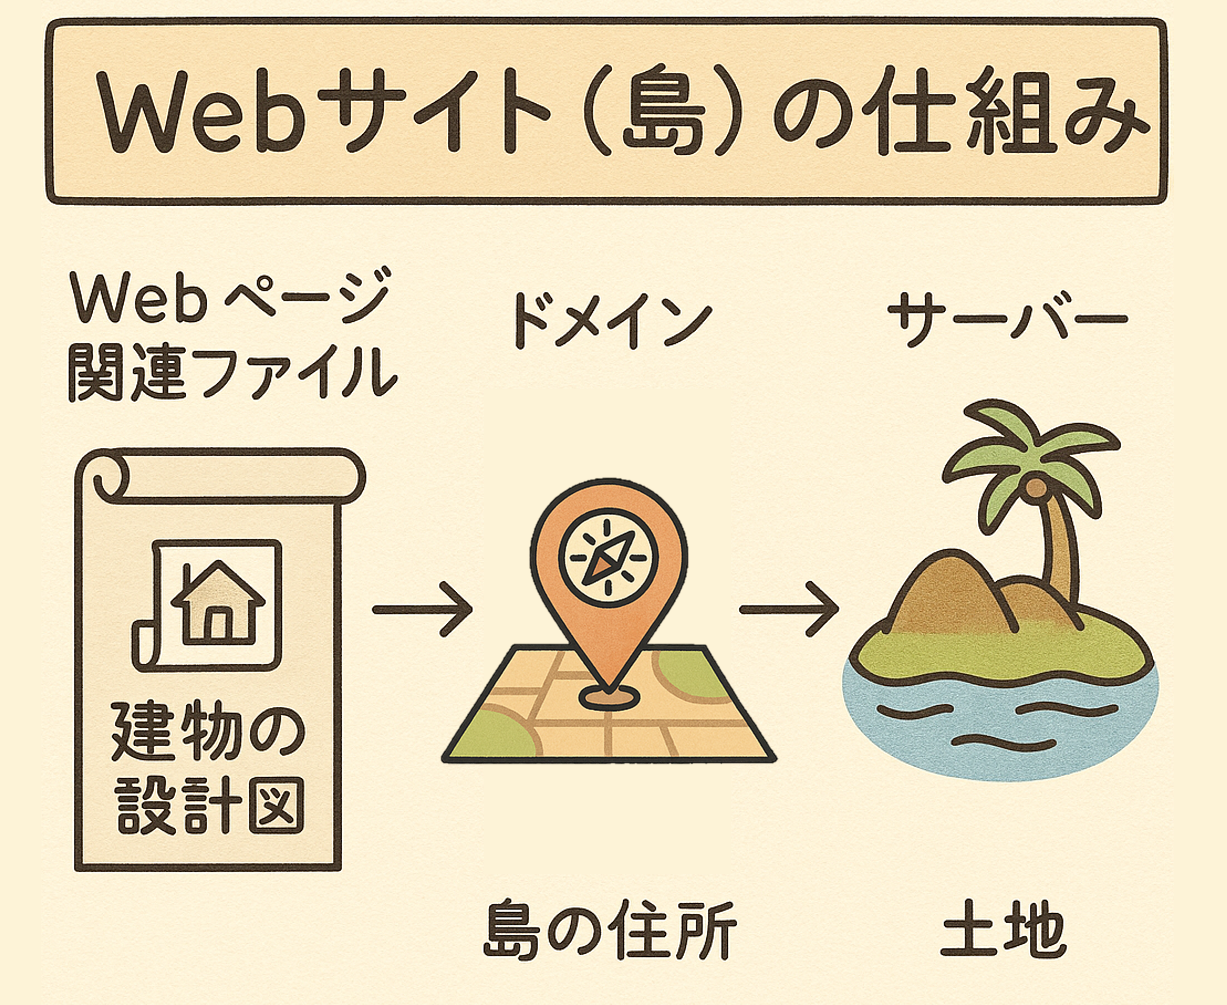 Webサイト（島）の仕組み
Webページ
関連ファイル
ドメイン
サーバー
建物の
設計図
島の住所
土地